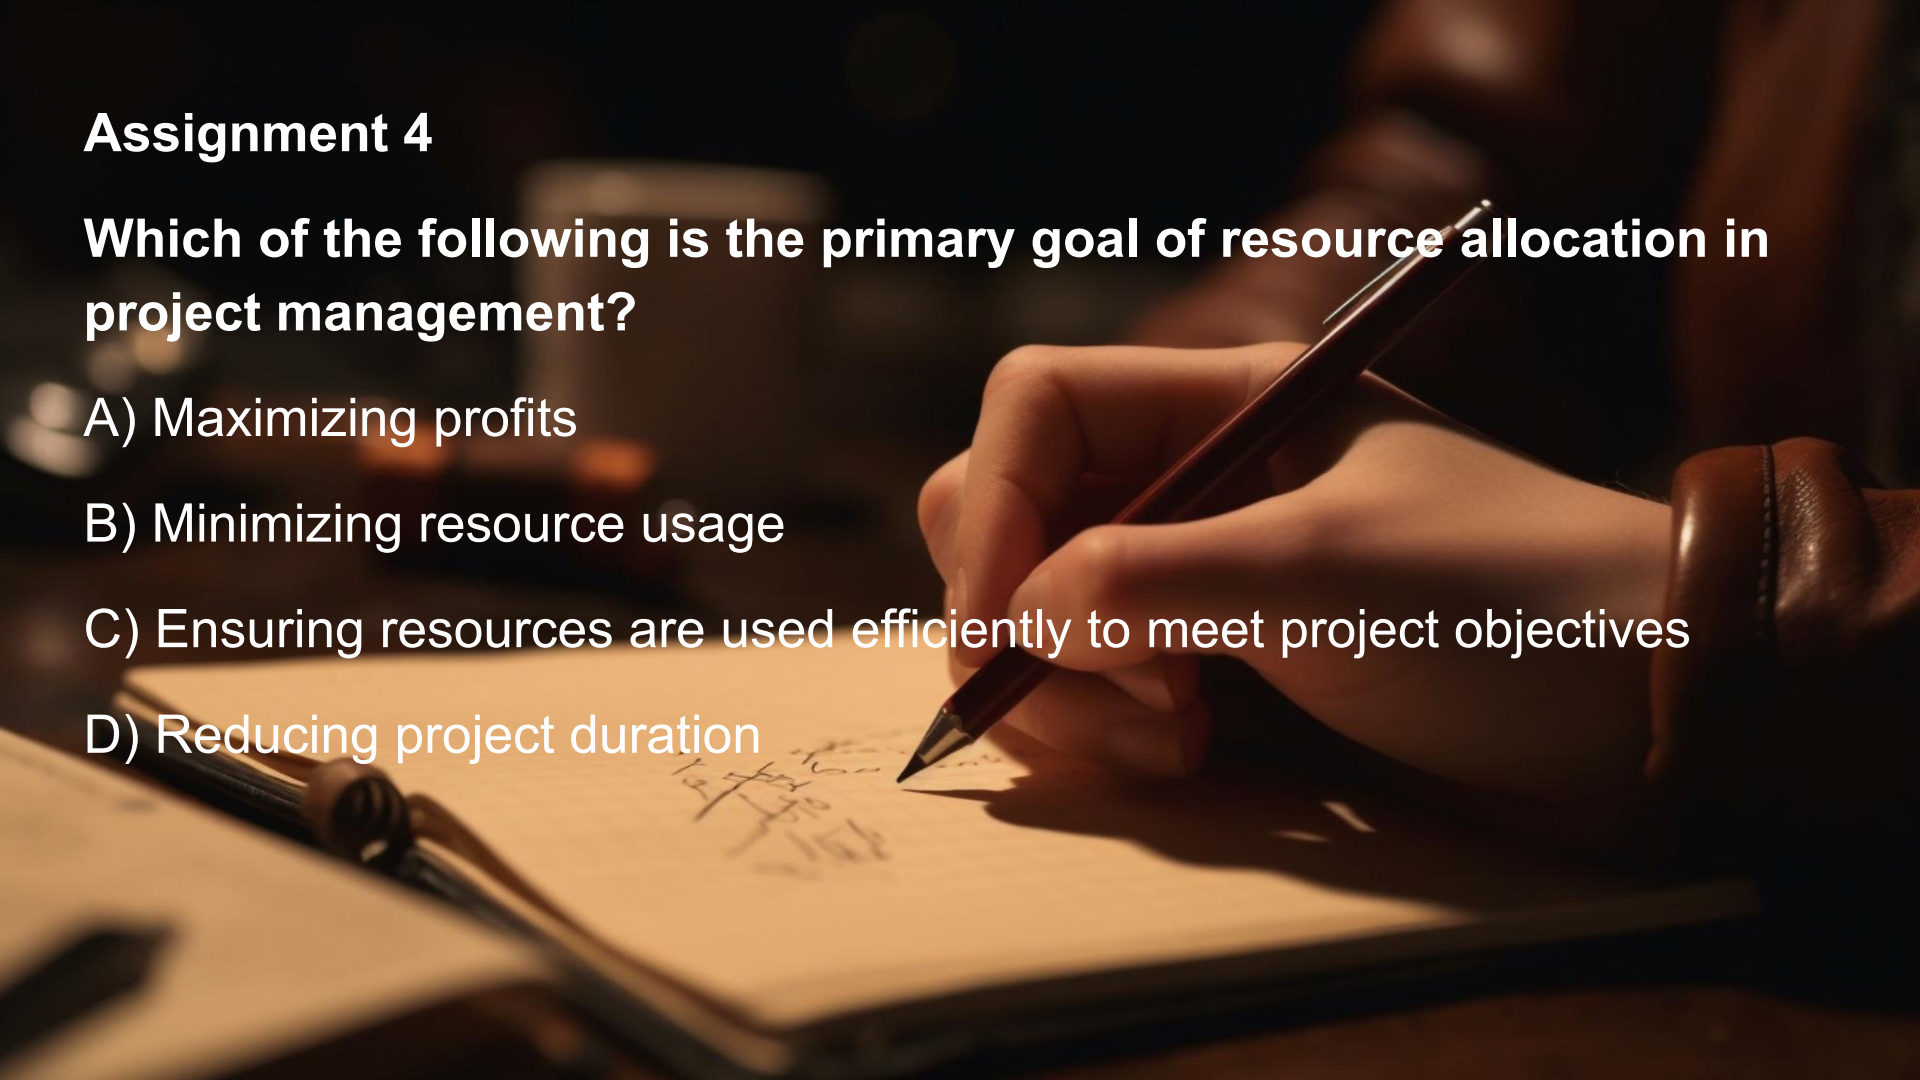 Assignment 4
Which of the following is the primary goal of resource allocation in
project management?
A) Maximizing profits
B) Minimizing resource usage
C) Ensuring resources are used efficiently to meet project objectives
D) Reducing project duration